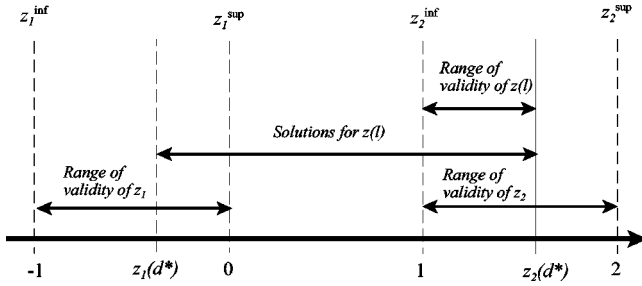 z₁ⁱⁿᶠ z₁ˢᵘᵖ z₂ⁱⁿᶠ z₂ˢᵘᵖ
Range of
validity of z(l)
Solutions for z(l)
Range of
validity of z₁
Range of
validity of z₂
-1 z₁(d*) 0 1 z₂(d*) 2